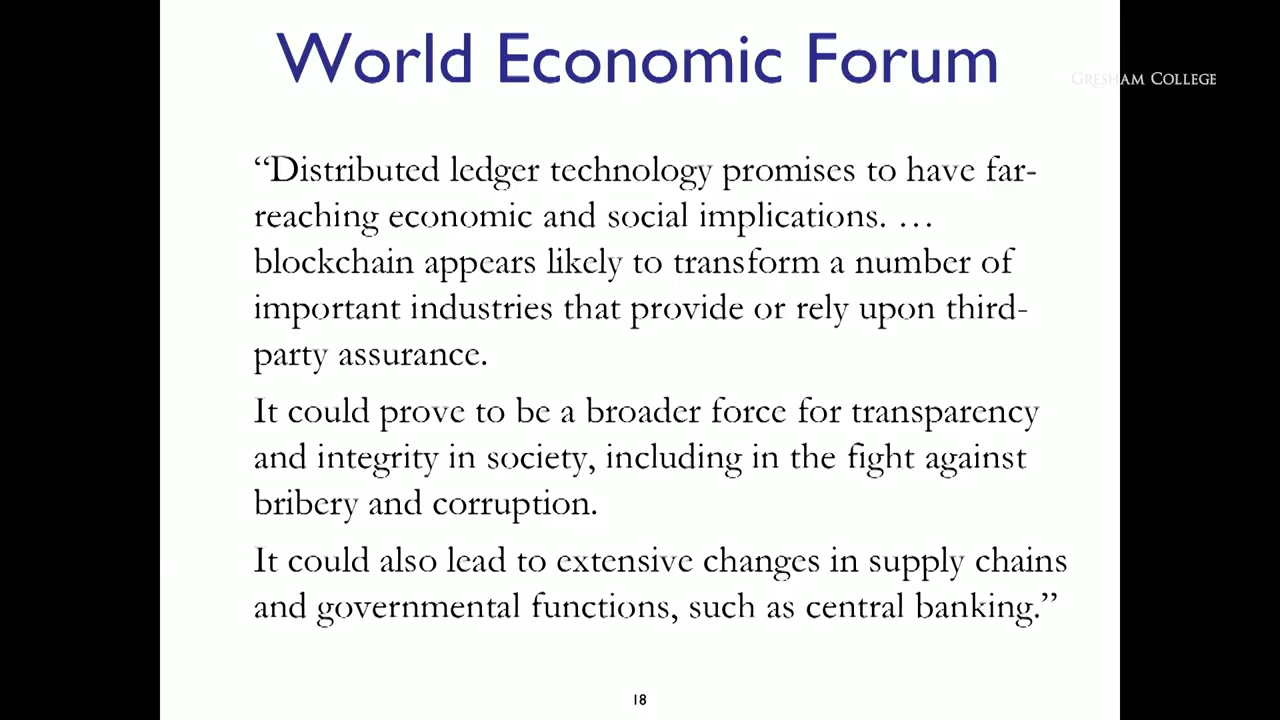 World Economic Forum
GRESHAM COLLEGE
“Distributed ledger technology promises to have far-
reaching economic and social implications. …
blockchain appears likely to transform a number of
important industries that provide or rely upon third-
party assurance.
It could prove to be a broader force for transparency
and integrity in society, including in the fight against
bribery and corruption.
It could also lead to extensive changes in supply chains
and governmental functions, such as central banking.”
18